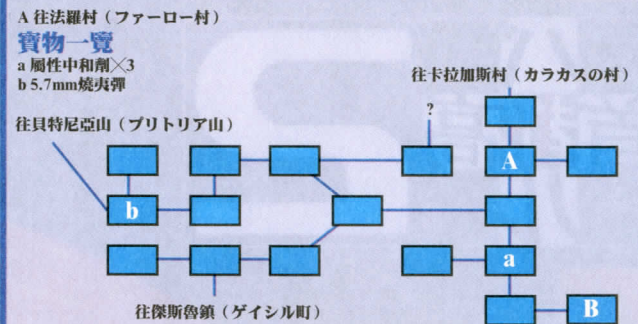 A 往法羅村（ファーロー村）
寶物一覽
a 屬性中和劑×3
b 5.7mm燒夷彈
往卡拉加斯村（カラカスの村）
往貝特尼亞山（プリトリア山）
?
A
b
a
B
往傑斯魯鎮（ゲイシル町）